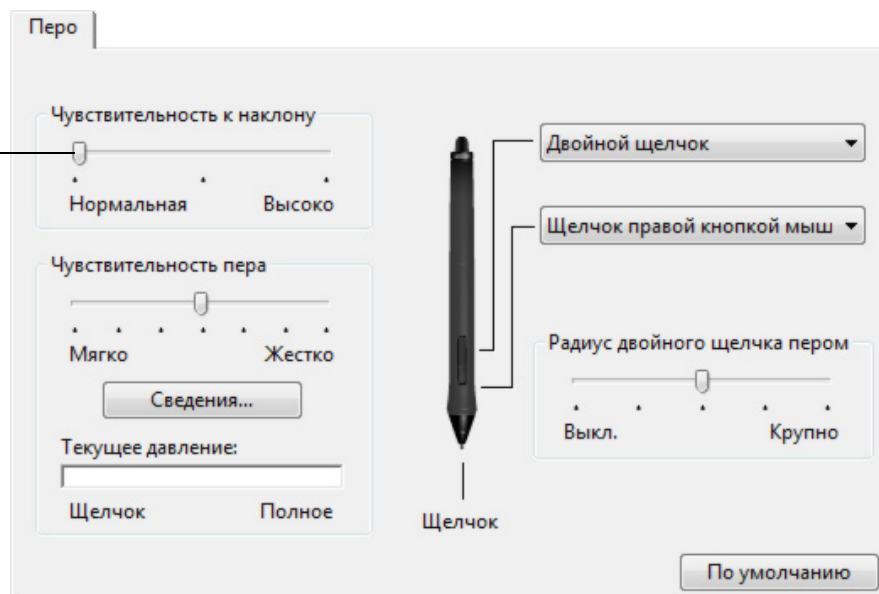 Перо
Чувствительность к наклону
Нормальная Высоко
Чувствительность пера
Мягко Жестко
Сведения...
Текущее давление:
Щелчок Полное
Двойной щелчок
Щелчок правой кнопкой мыш
Радиус двойного щелчка пером
Выкл. Крупно
Щелчок
По умолчанию